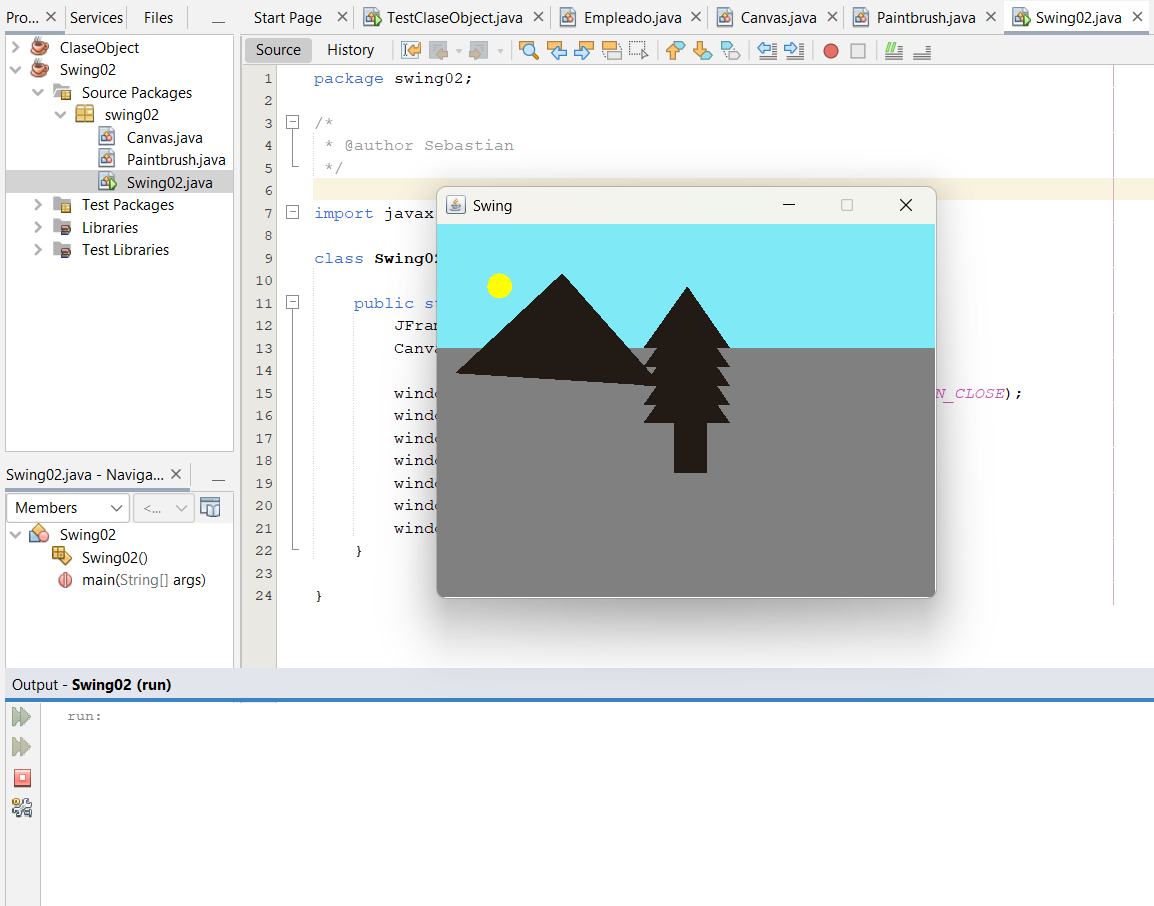 Pro... Services Files
Start Page TestClaseObject.java Empleado.java Canvas.java Paintbrush.java Swing02.java
ClaseObject
Swing02
Source Packages
swing02
Canvas.java
Paintbrush.java
Swing02.java
Test Packages
Libraries
Test Libraries
Source History
1 package swing02;
2
3 /*
4 * @author Sebastian
5 */
6
7 import javax
8
9 class Swing02
10
11 public st
12 JFram
13 Canva
14
15 windo N_CLOSE);
16 windo
17 windo
18 windo
19 windo
20 windo
21 windo
22 }
23
24 }
Swing
Swing02.java - Naviga...
Members <...
Swing02
Swing02()
main(String[] args)
Output - Swing02 (run)
run: